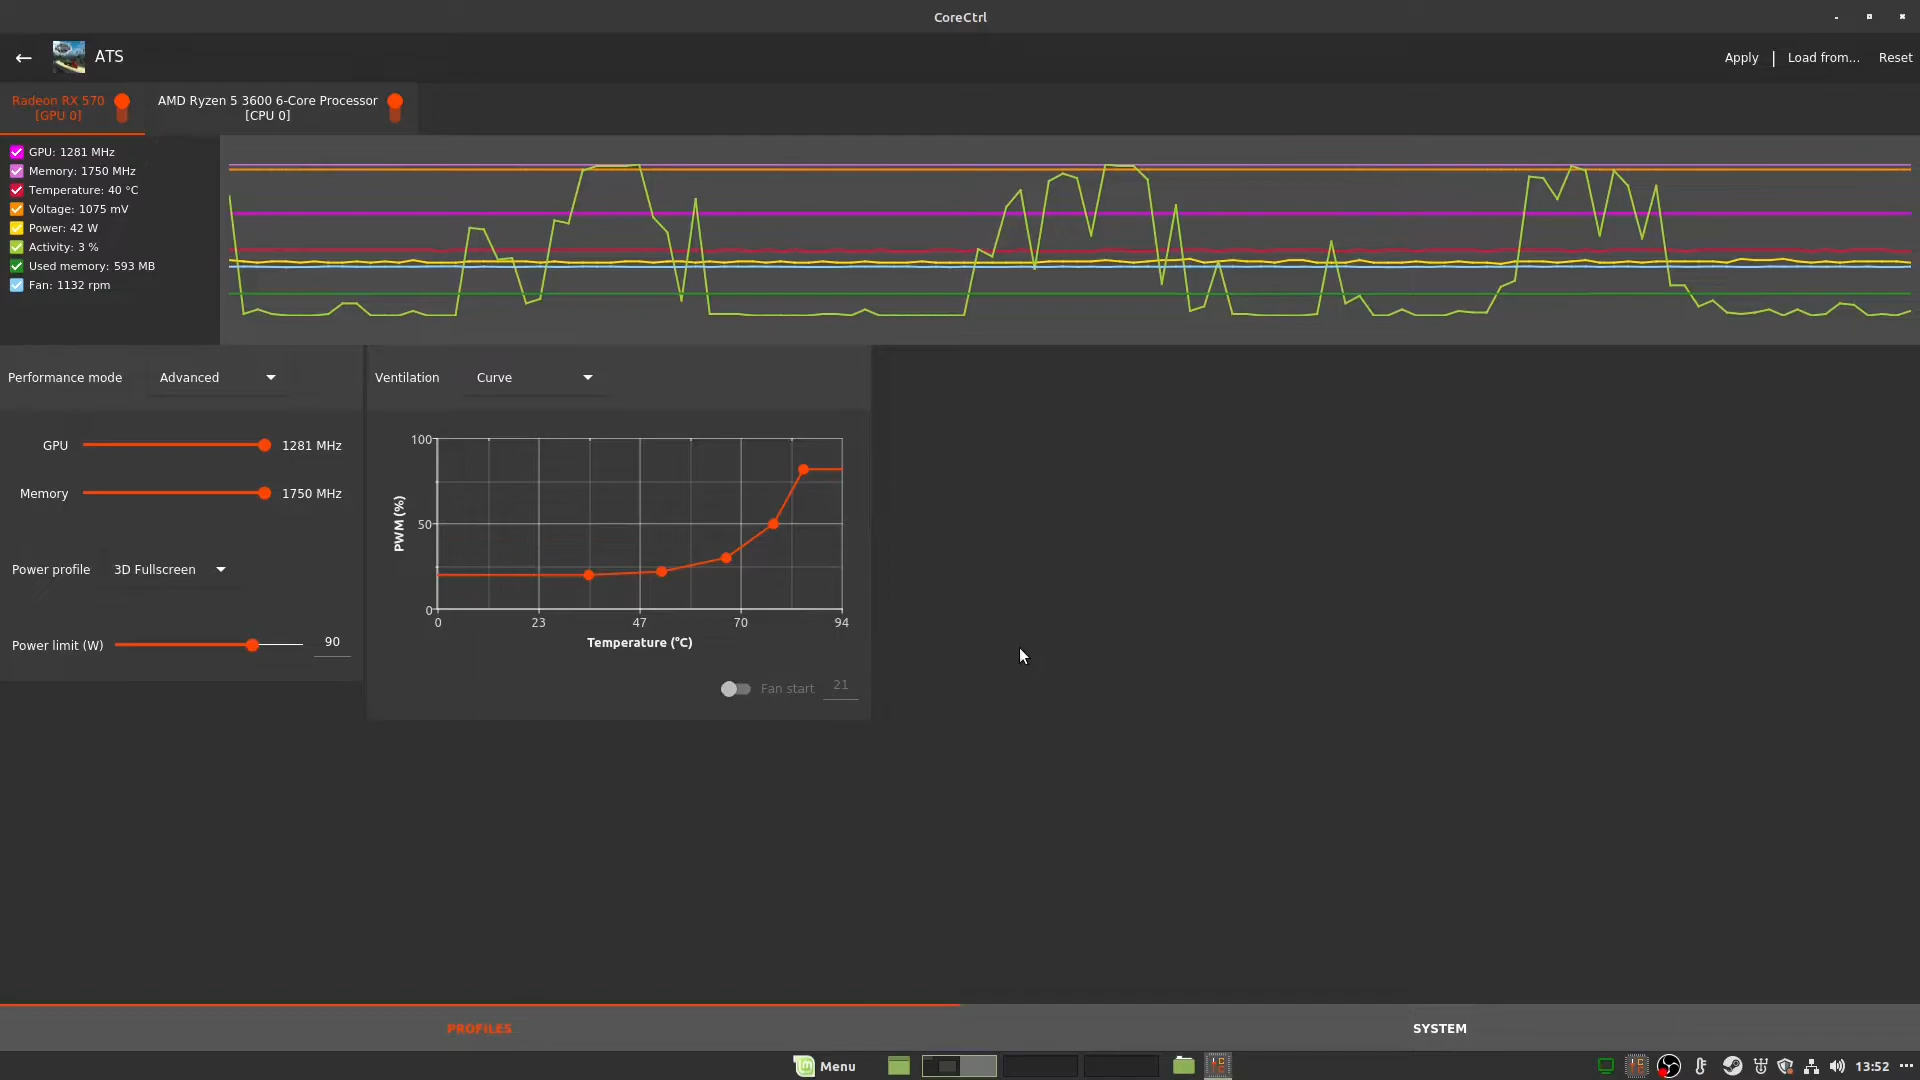 CoreCtrl
ATS
Apply | Load from... Reset
Radeon RX 570
[GPU 0]
AMD Ryzen 5 3600 6-Core Processor
[CPU 0]
GPU: 1281 MHz
Memory: 1750 MHz
Temperature: 40 °C
Voltage: 1075 mV
Power: 42 W
Activity: 3 %
Used memory: 593 MB
Fan: 1132 rpm
Performance mode Advanced
GPU 1281 MHz
Memory 1750 MHz
Power profile 3D Fullscreen
Power limit (W) 90
Ventilation Curve
100
50
0
PWM (%)
0 23 47 70 94
Temperature (°C)
Fan start 21
PROFILES SYSTEM
Menu
13:52